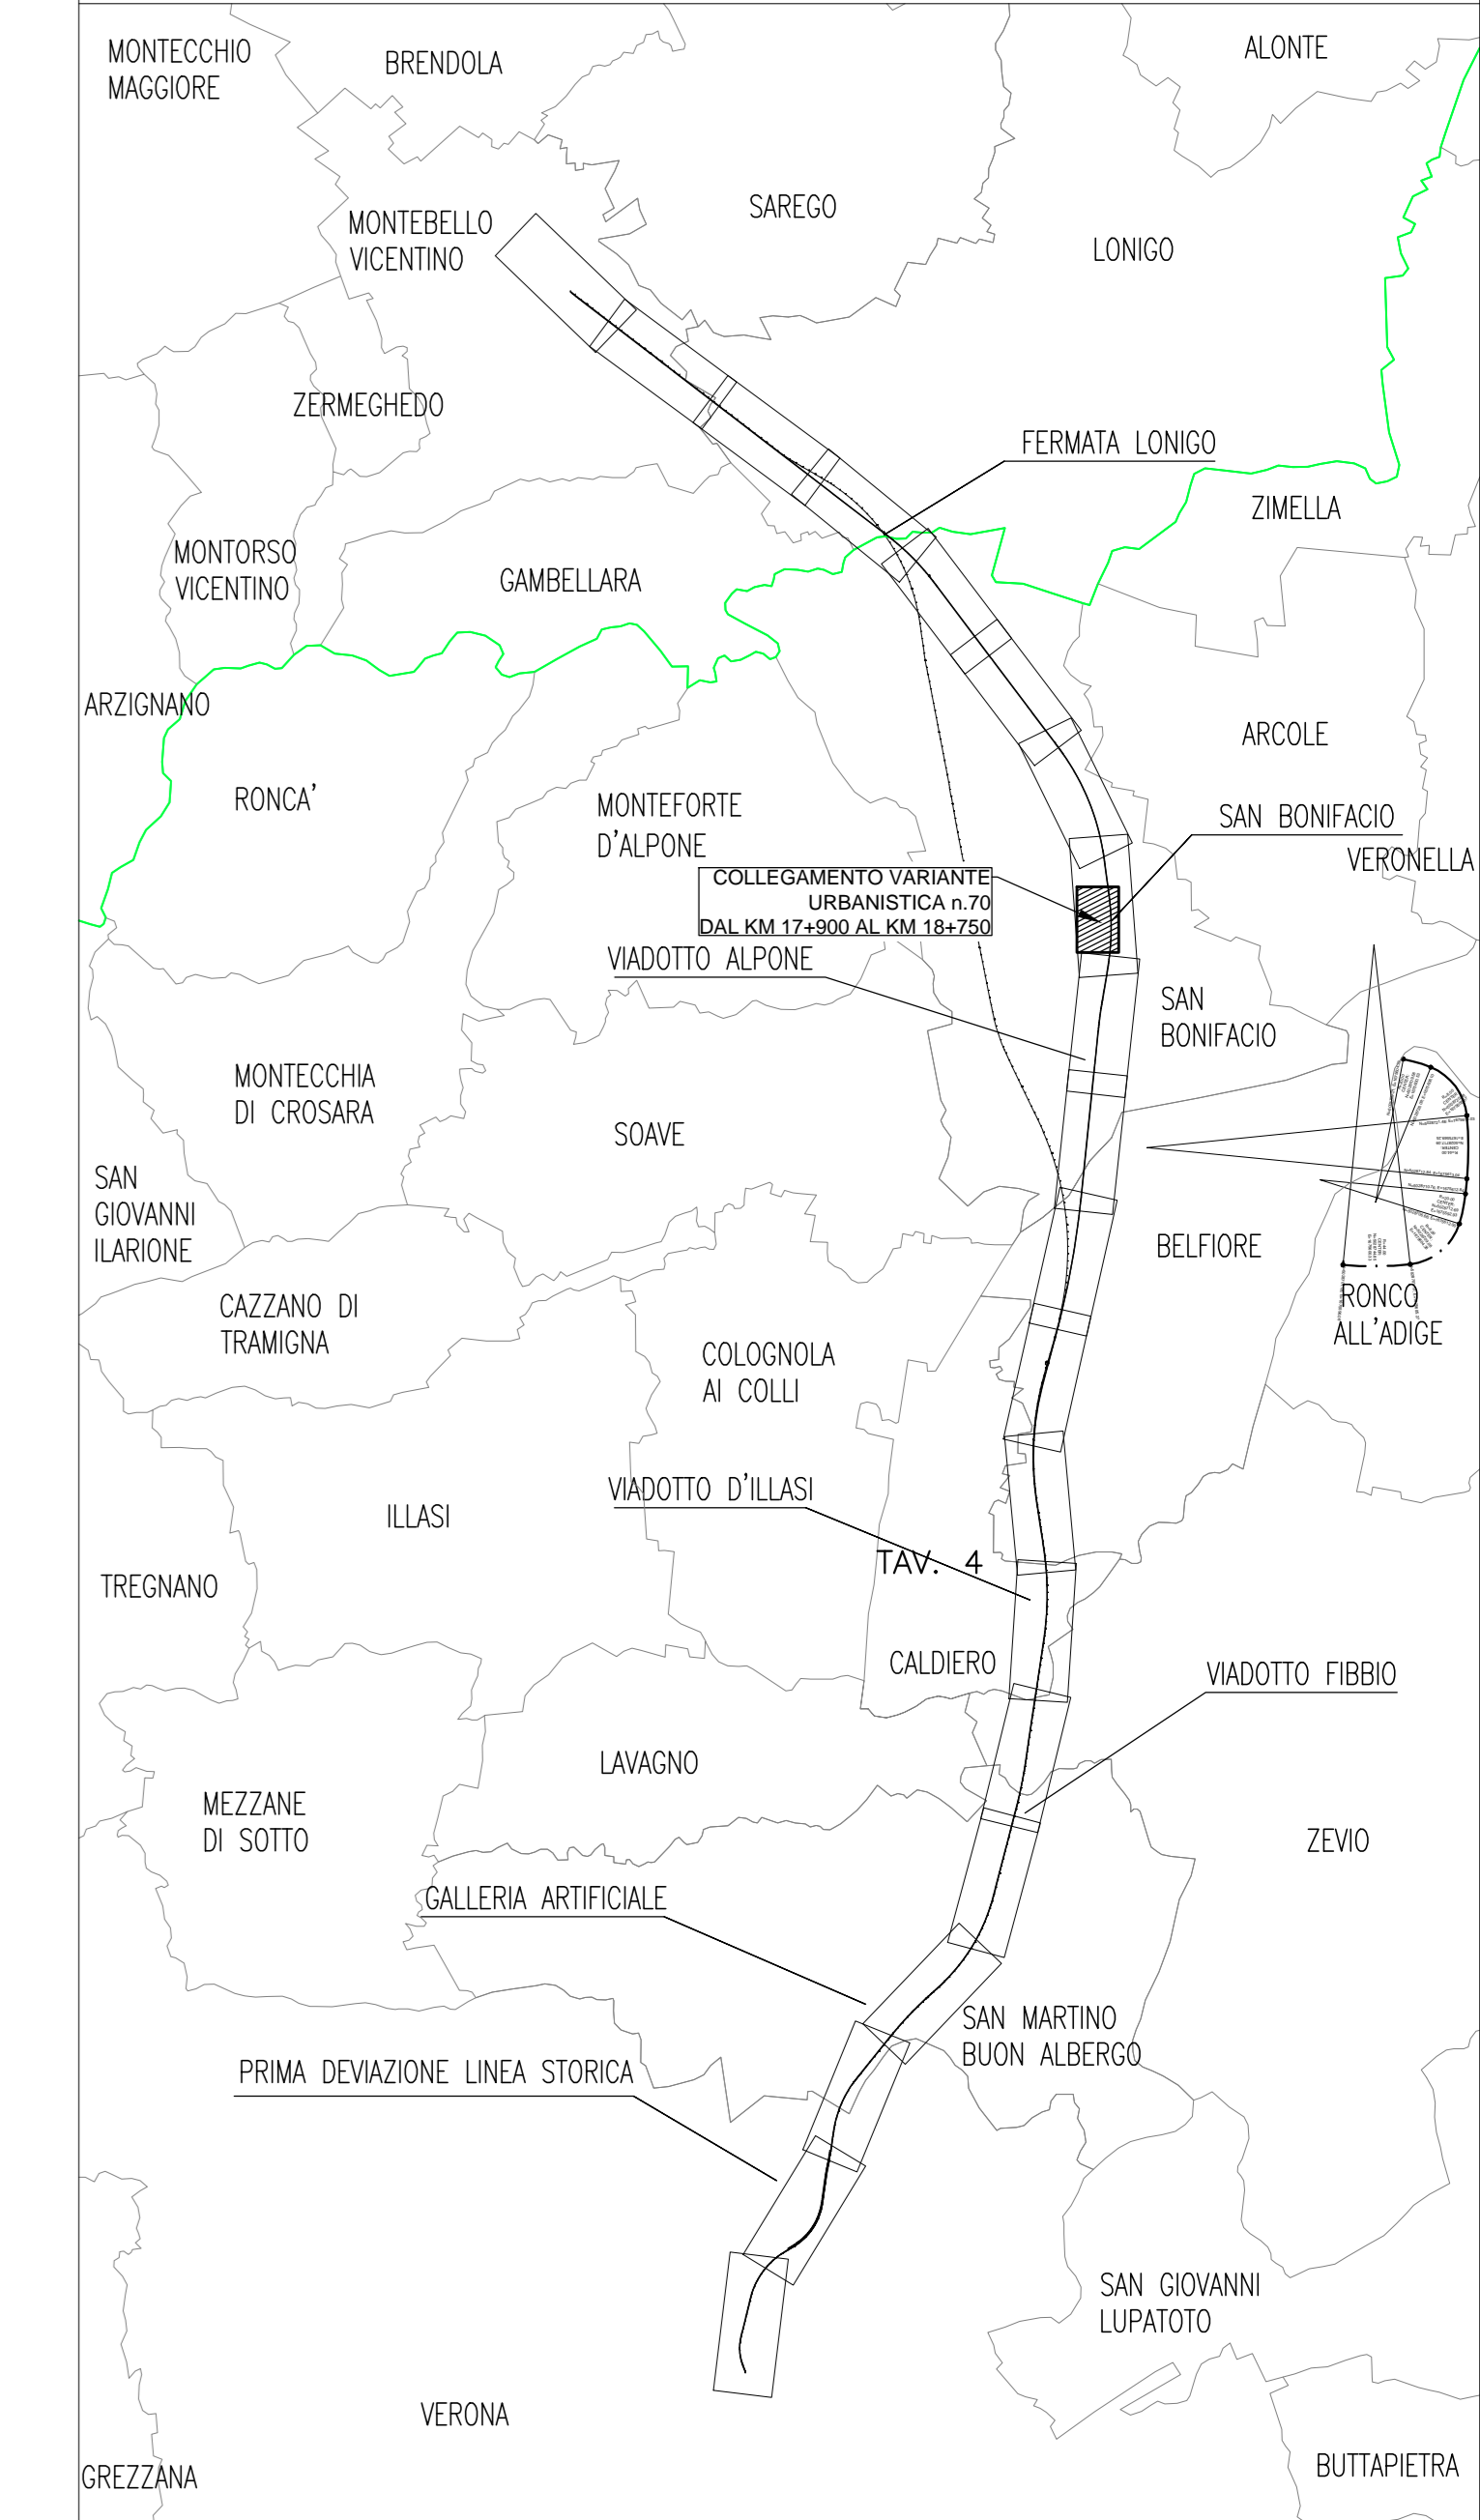 MONTECCHIO
MAGGIORE
BRENDOLA
ALONTE
SAREGO
MONTEBELLO
VICENTINO
LONIGO
ZERMEGHEDO
FERMATA LONIGO
ZIMELLA
MONTORSO
VICENTINO
GAMBELLARA
ARZIGNANO
ARCOLE
RONCA'
MONTEFORTE
D'ALPONE
SAN BONIFACIO
VERONELLA
COLLEGAMENTO VARIANTE
URBANISTICA n.70
DAL KM 17+900 AL KM 18+750
VIADOTTO ALPONE
SAN
BONIFACIO
MONTECCHIA
DI CROSARA
SOAVE
SAN
GIOVANNI
ILARIONE
BELFIORE
CAZZANO DI
TRAMIGNA
RONCO
ALL'ADIGE
COLOGNOLA
AI COLLI
VIADOTTO D'ILLASI
ILLASI
TAV. 4
TREGNANO
CALDIERO
VIADOTTO FIBBIO
LAVAGNO
MEZZANE
DI SOTTO
ZEVIO
GALLERIA ARTIFICIALE
SAN MARTINO
BUON ALBERGO
PRIMA DEVIAZIONE LINEA STORICA
SAN GIOVANNI
LUPATOTO
VERONA
BUTTAPIETRA
GREZZANA